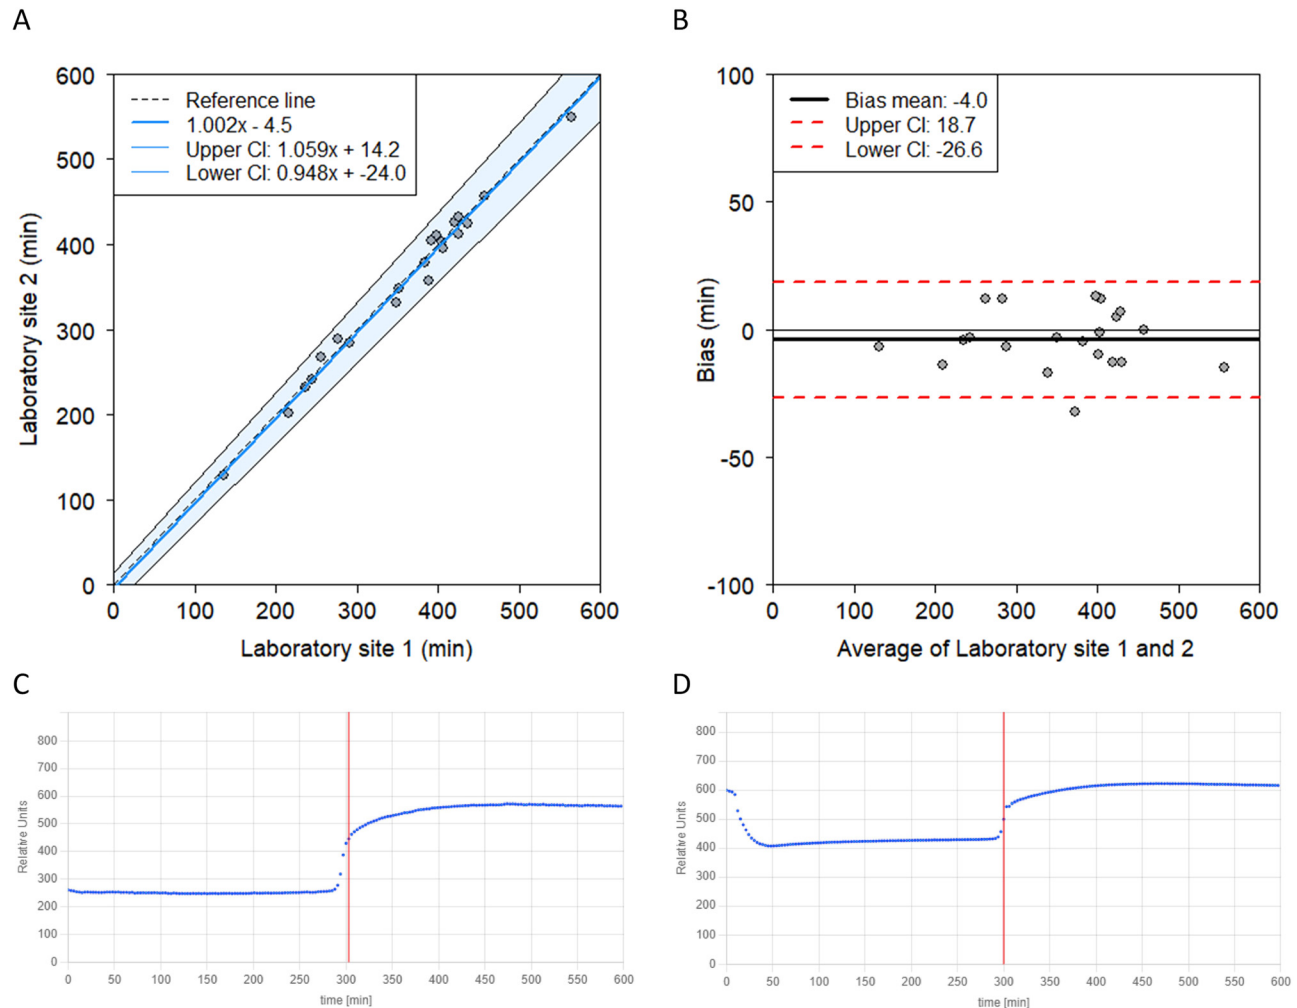 A
600
500
400
300
200
100
0
Laboratory site 2 (min)
Reference line
1.002x - 4.5
Upper CI: 1.059x + 14.2
Lower CI: 0.948x + -24.0
0 100 200 300 400 500 600
Laboratory site 1 (min)
B
100
50
0
-50
-100
Bias (min)
Bias mean: -4.0
Upper CI: 18.7
Lower CI: -26.6
0 100 200 300 400 500 600
Average of Laboratory site 1 and 2
C
800
700
600
500
400
300
200
100
0
Relative Units
0 50 100 150 200 250 300 350 400 450 500 550 600
time [min]
D
800
700
600
500
400
300
200
100
0
Relative Units
0 50 100 150 200 250 300 350 400 450 500 550 600
time [min]